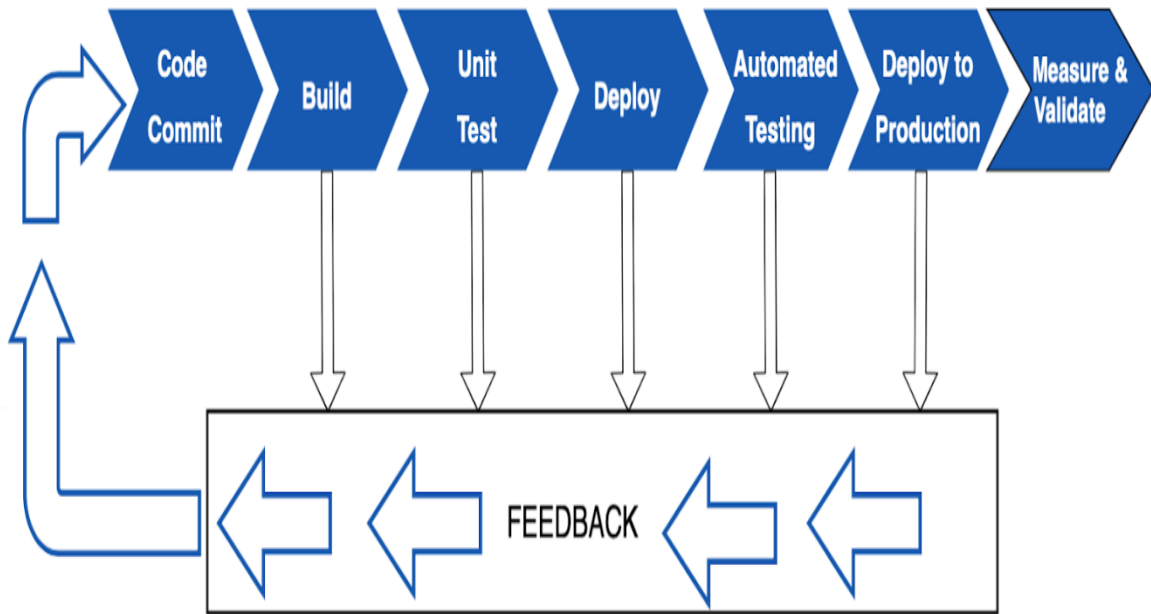 Code
Commit
Build
Unit
Test
Deploy
Automated
Testing
Deploy to
Production
Measure &
Validate
FEEDBACK